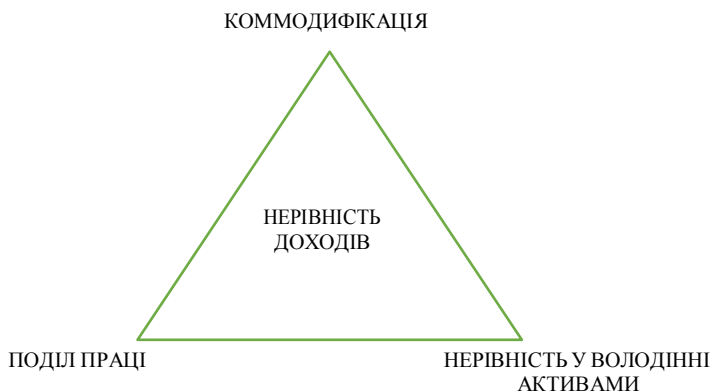 КОММОДИФІКАЦІЯ
НЕРІВНІСТЬ
ДОХОДІВ
ПОДІЛ ПРАЦІ
НЕРІВНІСТЬ У ВОЛОДІННІ
АКТИВАМИ